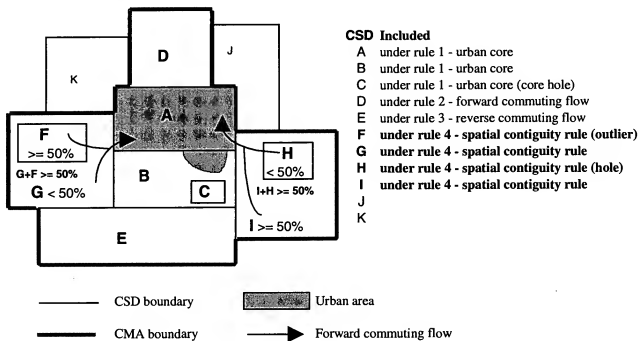 D
J
K
A
F
>= 50%
G+F >= 50%
G < 50%
B
C
H
< 50%
I+H >= 50%
I >= 50%
E
CSD Included
A under rule 1 - urban core
B under rule 1 - urban core
C under rule 1 - urban core (core hole)
D under rule 2 - forward commuting flow
E under rule 3 - reverse commuting flow
F under rule 4 - spatial contiguity rule (outlier)
G under rule 4 - spatial contiguity rule
H under rule 4 - spatial contiguity rule (hole)
I under rule 4 - spatial contiguity rule
J
K
CSD boundary
Urban area
CMA boundary
Forward commuting flow